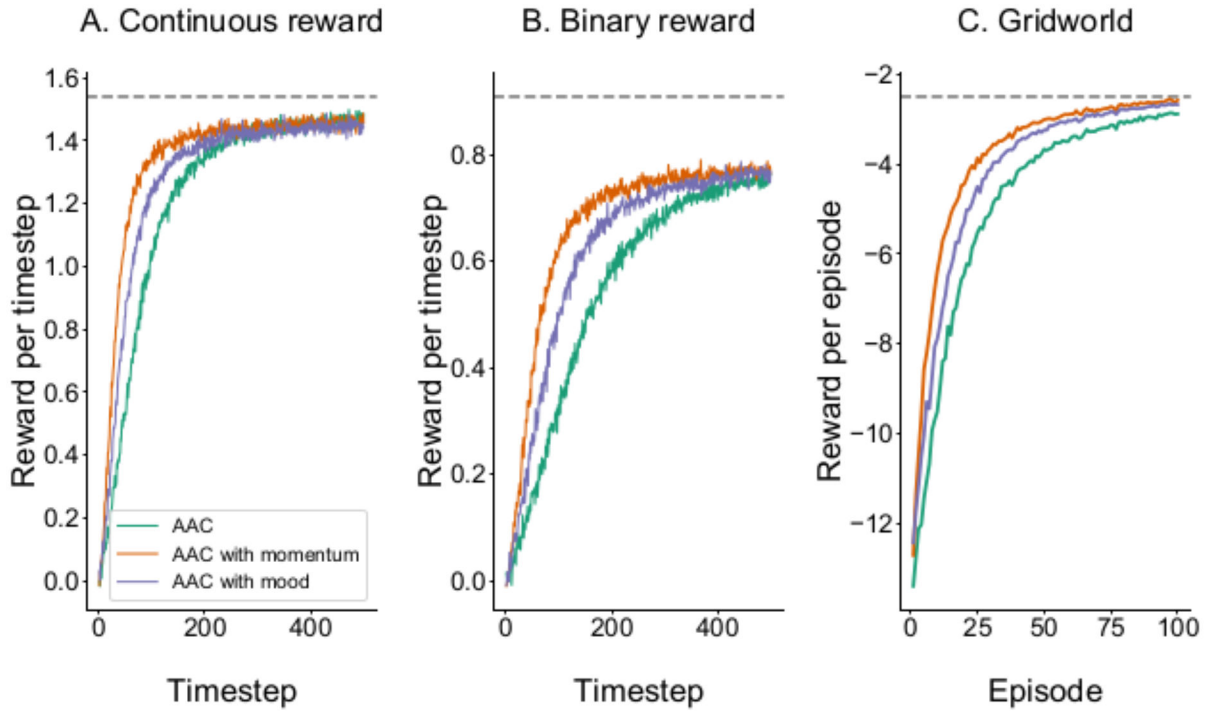 A. Continuous reward
Reward per timestep
1.6
1.4
1.2
1.0
0.8
0.6
0.4
0.2
0.0
AAC
AAC with momentum
AAC with mood
0 200 400
Timestep
B. Binary reward
Reward per timestep
0.8
0.6
0.4
0.2
0.0
0 200 400
Timestep
C. Gridworld
Reward per episode
−2
−4
−6
−8
−10
−12
0 25 50 75 100
Episode